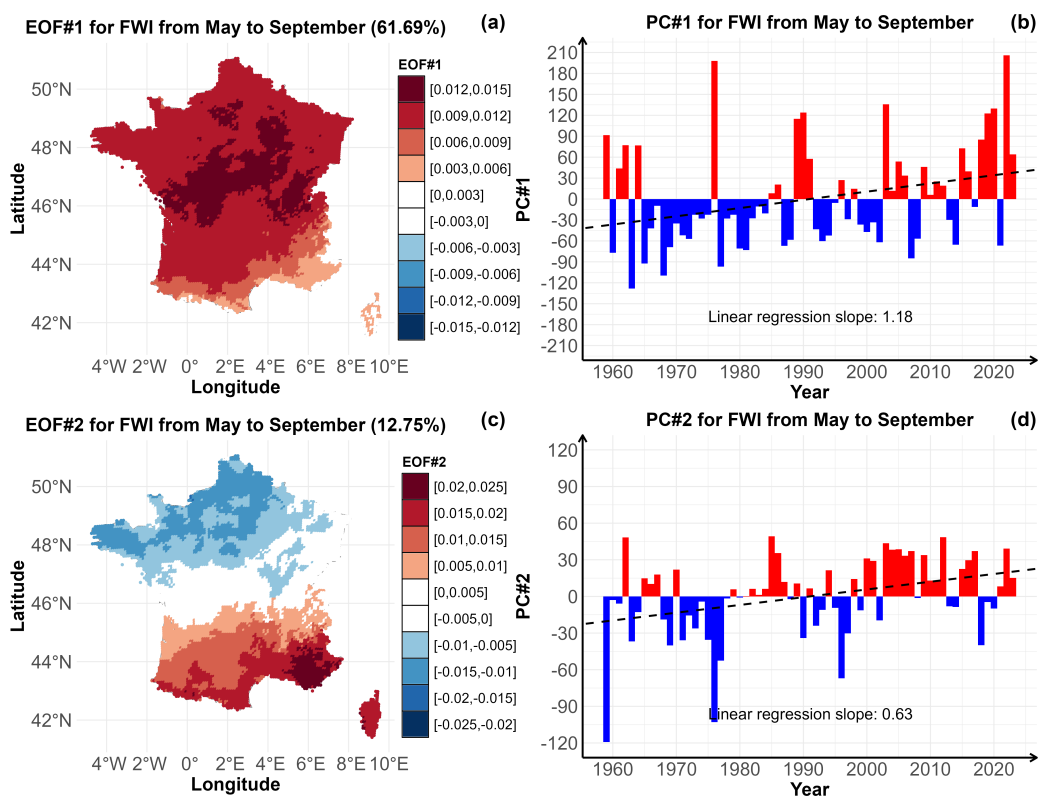 EOF#1 for FWI from May to September (61.69%)
(a)
EOF#1
[0.012,0.015]
[0.009,0.012]
[0.006,0.009]
[0.003,0.006]
[0,0.003]
[-0.003,0]
[-0.006,-0.003]
[-0.009,-0.006]
[-0.012,-0.009]
[-0.015,-0.012]
Latitude
50°N
48°N
46°N
44°N
42°N
4°W 2°W 0° 2°E 4°E 6°E 8°E 10°E
Longitude
PC#1 for FWI from May to September
(b)
PC#1
210
180
150
120
90
60
30
0
-30
-60
-90
-120
-150
-180
-210
Linear regression slope: 1.18
1960 1970 1980 1990 2000 2010 2020
Year
EOF#2 for FWI from May to September (12.75%)
(c)
EOF#2
[0.02,0.025]
[0.015,0.02]
[0.01,0.015]
[0.005,0.01]
[0,0.005]
[-0.005,0]
[-0.01,-0.005]
[-0.015,-0.01]
[-0.02,-0.015]
[-0.025,-0.02]
Latitude
50°N
48°N
46°N
44°N
42°N
4°W 2°W 0° 2°E 4°E 6°E 8°E 10°E
Longitude
PC#2 for FWI from May to September
(d)
PC#2
120
90
60
30
0
-30
-60
-90
-120
Linear regression slope: 0.63
1960 1970 1980 1990 2000 2010 2020
Year